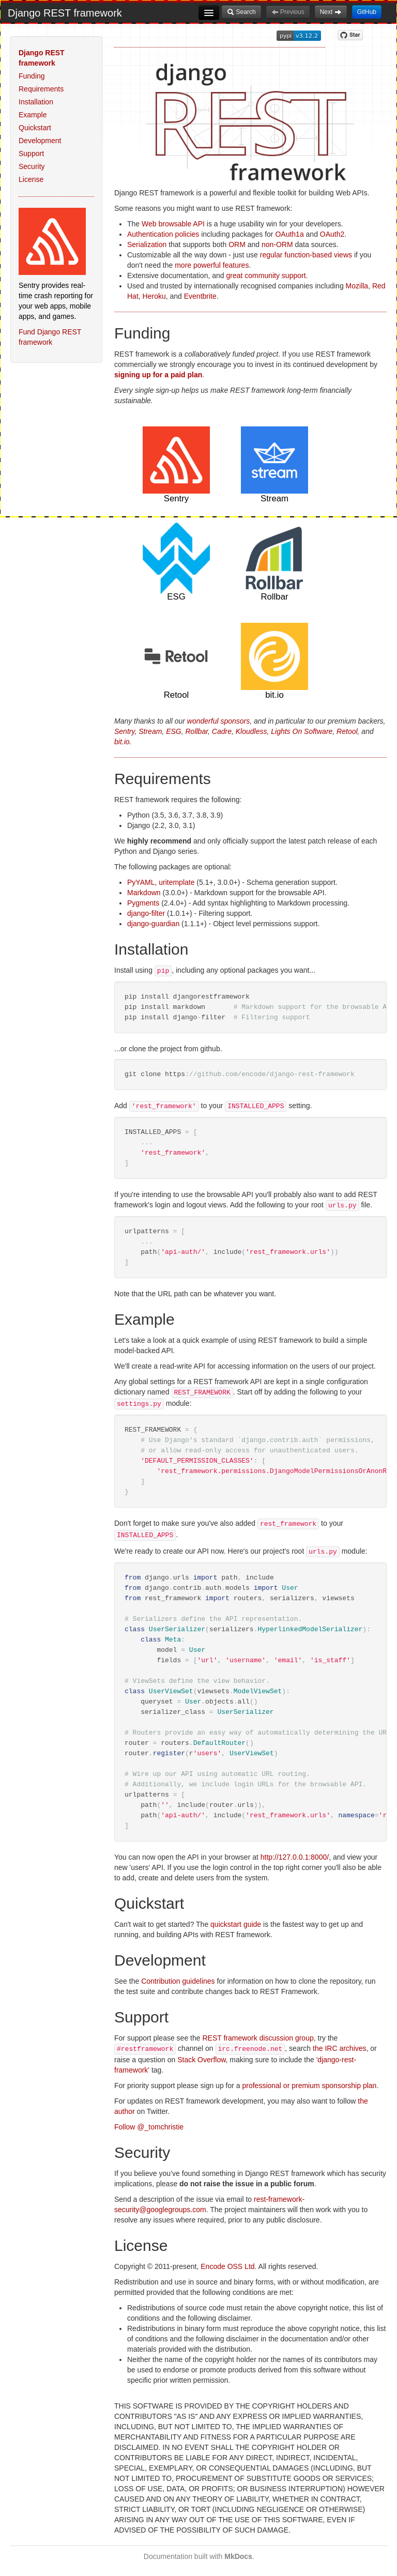 Django REST framework
Search
Previous
Next
GitHub
Django REST
framework
Funding
Requirements
Installation
Example
Quickstart
Development
Support
Security
License
Sentry provides real-
time crash reporting for
your web apps, mobile
apps, and games.
Fund Django REST
framework
pypi v3.12.2
Star
django
REST
framework
Django REST framework is a powerful and flexible toolkit for building Web APIs.
Some reasons you might want to use REST framework:
The Web browsable API is a huge usability win for your developers.
Authentication policies including packages for OAuth1a and OAuth2.
Serialization that supports both ORM and non-ORM data sources.
Customizable all the way down - just use regular function-based views if you
don't need the more powerful features.
Extensive documentation, and great community support.
Used and trusted by internationally recognised companies including Mozilla, Red
Hat, Heroku, and Eventbrite.
Funding
REST framework is a collaboratively funded project. If you use REST framework
commercially we strongly encourage you to invest in its continued development by
signing up for a paid plan.
Every single sign-up helps us make REST framework long-term financially
sustainable.
stream
Sentry
Stream
Rollbar
ESG
Rollbar
Retool
Retool
bit.io
Many thanks to all our wonderful sponsors, and in particular to our premium backers,
Sentry, Stream, ESG, Rollbar, Cadre, Kloudless, Lights On Software, Retool, and
bit.io.
Requirements
REST framework requires the following:
Python (3.5, 3.6, 3.7, 3.8, 3.9)
Django (2.2, 3.0, 3.1)
We highly recommend and only officially support the latest patch release of each
Python and Django series.
The following packages are optional:
PyYAML, uritemplate (5.1+, 3.0.0+) - Schema generation support.
Markdown (3.0.0+) - Markdown support for the browsable API.
Pygments (2.4.0+) - Add syntax highlighting to Markdown processing.
django-filter (1.0.1+) - Filtering support.
django-guardian (1.1.1+) - Object level permissions support.
Installation
Install using pip, including any optional packages you want...
pip install djangorestframework
pip install markdown       # Markdown support for the browsable A
pip install django-filter  # Filtering support
...or clone the project from github.
git clone https://github.com/encode/django-rest-framework
Add 'rest_framework' to your INSTALLED_APPS setting.
INSTALLED_APPS = [
    ...
    'rest_framework',
]
If you're intending to use the browsable API you'll probably also want to add REST
framework's login and logout views. Add the following to your root urls.py file.
urlpatterns = [
    ...
    path('api-auth/', include('rest_framework.urls'))
]
Note that the URL path can be whatever you want.
Example
Let's take a look at a quick example of using REST framework to build a simple
model-backed API.
We'll create a read-write API for accessing information on the users of our project.
Any global settings for a REST framework API are kept in a single configuration
dictionary named REST_FRAMEWORK. Start off by adding the following to your
settings.py module:
REST_FRAMEWORK = {
    # Use Django's standard `django.contrib.auth` permissions,
    # or allow read-only access for unauthenticated users.
    'DEFAULT_PERMISSION_CLASSES': [
        'rest_framework.permissions.DjangoModelPermissionsOrAnonR
    ]
}
Don't forget to make sure you've also added rest_framework to your
INSTALLED_APPS.
We're ready to create our API now. Here's our project's root urls.py module:
from django.urls import path, include
from django.contrib.auth.models import User
from rest_framework import routers, serializers, viewsets
# Serializers define the API representation.
class UserSerializer(serializers.HyperlinkedModelSerializer):
    class Meta:
        model = User
        fields = ['url', 'username', 'email', 'is_staff']
# ViewSets define the view behavior.
class UserViewSet(viewsets.ModelViewSet):
    queryset = User.objects.all()
    serializer_class = UserSerializer
# Routers provide an easy way of automatically determining the UR
router = routers.DefaultRouter()
router.register(r'users', UserViewSet)
# Wire up our API using automatic URL routing.
# Additionally, we include login URLs for the browsable API.
urlpatterns = [
    path('', include(router.urls)),
    path('api-auth/', include('rest_framework.urls', namespace='r
]
You can now open the API in your browser at http://127.0.0.1:8000/, and view your
new 'users' API. If you use the login control in the top right corner you'll also be able
to add, create and delete users from the system.
Quickstart
Can't wait to get started? The quickstart guide is the fastest way to get up and
running, and building APIs with REST framework.
Development
See the Contribution guidelines for information on how to clone the repository, run
the test suite and contribute changes back to REST Framework.
Support
For support please see the REST framework discussion group, try the
#restframework channel on irc.freenode.net, search the IRC archives, or
raise a question on Stack Overflow, making sure to include the 'django-rest-
framework' tag.
For priority support please sign up for a professional or premium sponsorship plan.
For updates on REST framework development, you may also want to follow the
author on Twitter.
Follow @_tomchristie
Security
If you believe you've found something in Django REST framework which has security
implications, please do not raise the issue in a public forum.
Send a description of the issue via email to rest-framework-
security@googlegroups.com. The project maintainers will then work with you to
resolve any issues where required, prior to any public disclosure.
License
Copyright © 2011-present, Encode OSS Ltd. All rights reserved.
Redistribution and use in source and binary forms, with or without modification, are
permitted provided that the following conditions are met:
Redistributions of source code must retain the above copyright notice, this list
of conditions and the following disclaimer.
Redistributions in binary form must reproduce the above copyright notice, this list
of conditions and the following disclaimer in the documentation and/or other
materials provided with the distribution.
Neither the name of the copyright holder nor the names of its contributors may
be used to endorse or promote products derived from this software without
specific prior written permission.
THIS SOFTWARE IS PROVIDED BY THE COPYRIGHT HOLDERS AND
CONTRIBUTORS "AS IS" AND ANY EXPRESS OR IMPLIED WARRANTIES,
INCLUDING, BUT NOT LIMITED TO, THE IMPLIED WARRANTIES OF
MERCHANTABILITY AND FITNESS FOR A PARTICULAR PURPOSE ARE
DISCLAIMED. IN NO EVENT SHALL THE COPYRIGHT HOLDER OR
CONTRIBUTORS BE LIABLE FOR ANY DIRECT, INDIRECT, INCIDENTAL,
SPECIAL, EXEMPLARY, OR CONSEQUENTIAL DAMAGES (INCLUDING, BUT
NOT LIMITED TO, PROCUREMENT OF SUBSTITUTE GOODS OR SERVICES;
LOSS OF USE, DATA, OR PROFITS; OR BUSINESS INTERRUPTION) HOWEVER
CAUSED AND ON ANY THEORY OF LIABILITY, WHETHER IN CONTRACT,
STRICT LIABILITY, OR TORT (INCLUDING NEGLIGENCE OR OTHERWISE)
ARISING IN ANY WAY OUT OF THE USE OF THIS SOFTWARE, EVEN IF
ADVISED OF THE POSSIBILITY OF SUCH DAMAGE.
Documentation built with MkDocs.